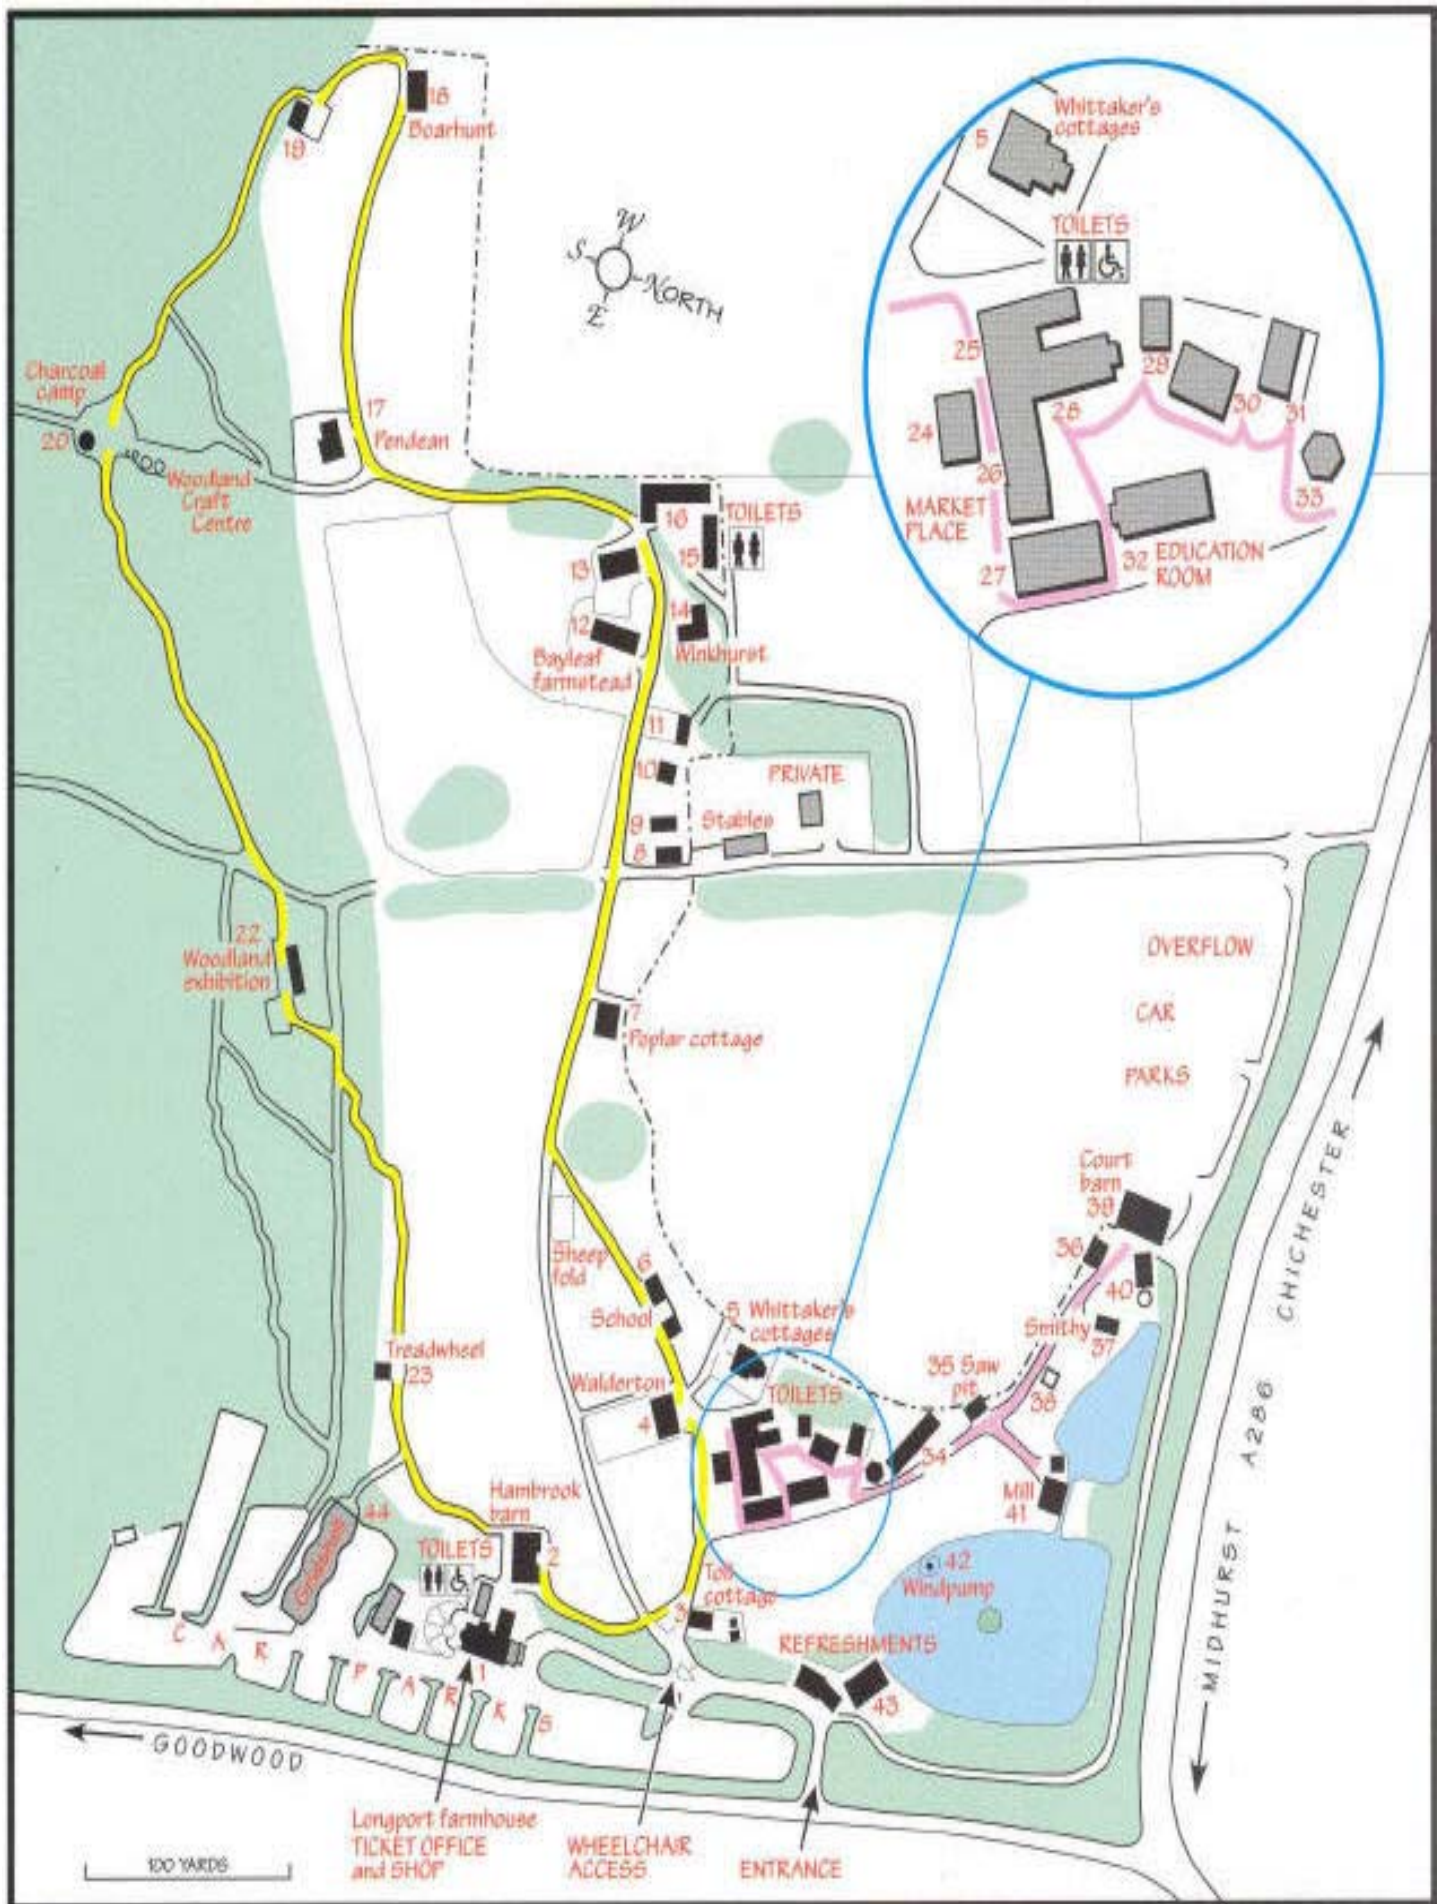 18
Boarhunt
19
W
S
NORTH
E
Whittaker's
cottages
5
TOILETS
25
29
30
31
28
24
26
33
MARKET
PLACE
27
32
EDUCATION
ROOM
Charcoal
camp
20
17
Pendean
Woodland
Craft
Centre
16
TOILETS
15
13
14
12
Winkhurst
Bayleaf
farmstead
11
10
PRIVATE
9
Stables
8
22
Woodland
exhibition
OVERFLOW
CAR
PARKS
7
Poplar cottage
Court
barn
39
36
40
Sheep
fold
6
School
5 Whittaker's
cottages
Smithy
37
Treadwheel
23
Walderton
4
TOILETS
35 Saw
pit
38
34
Mill
41
Hambrook
barn
2
44
Gridshell
TOILETS
42
Windpump
Toll
cottage
3
REFRESHMENTS
43
1
CAR PARKS
GOODWOOD
CHICHESTER
A286
MIDHURST
Longport farmhouse
TICKET OFFICE
and SHOP
WHEELCHAIR
ACCESS
ENTRANCE
100 YARDS